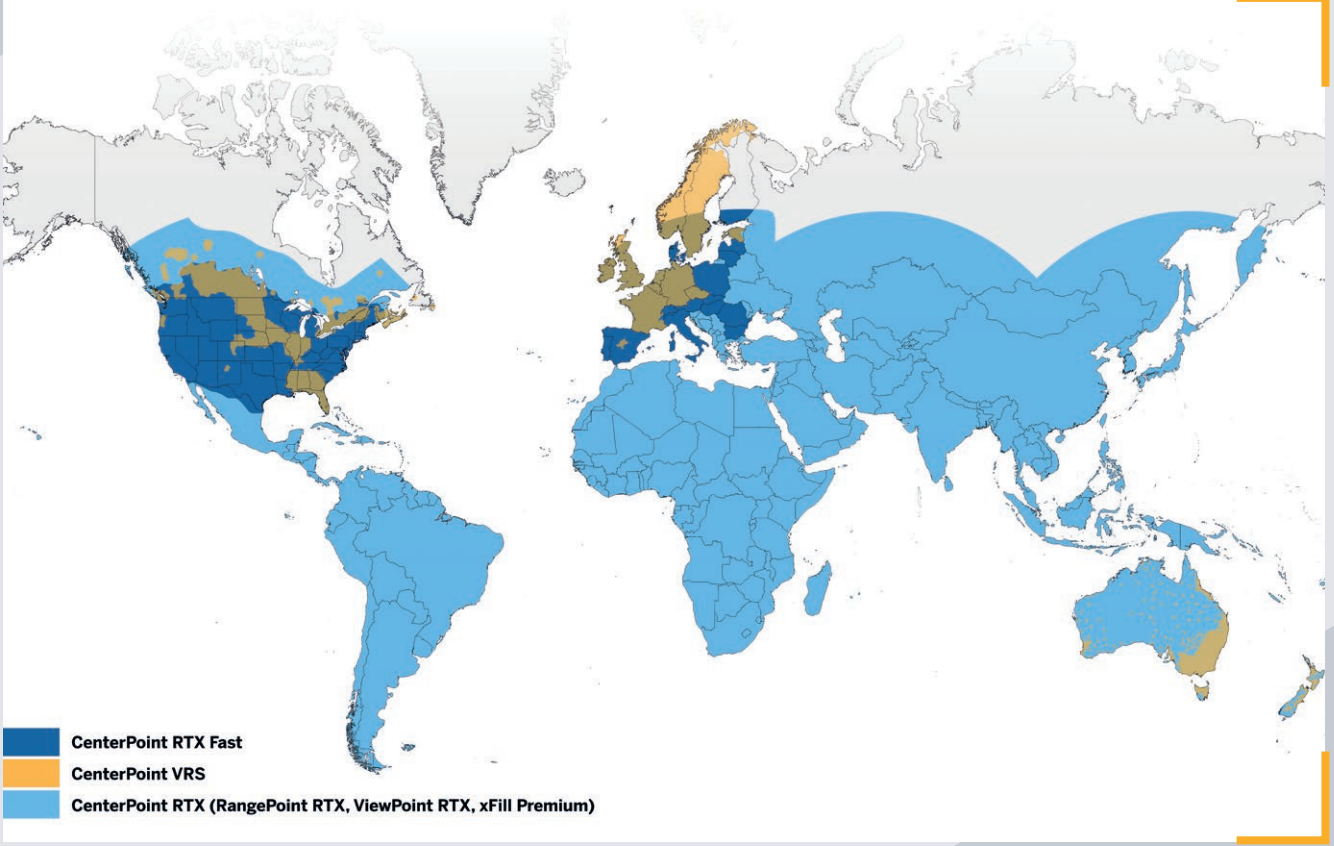 CenterPoint RTX Fast
CenterPoint VRS
CenterPoint RTX (RangePoint RTX, ViewPoint RTX, xFill Premium)